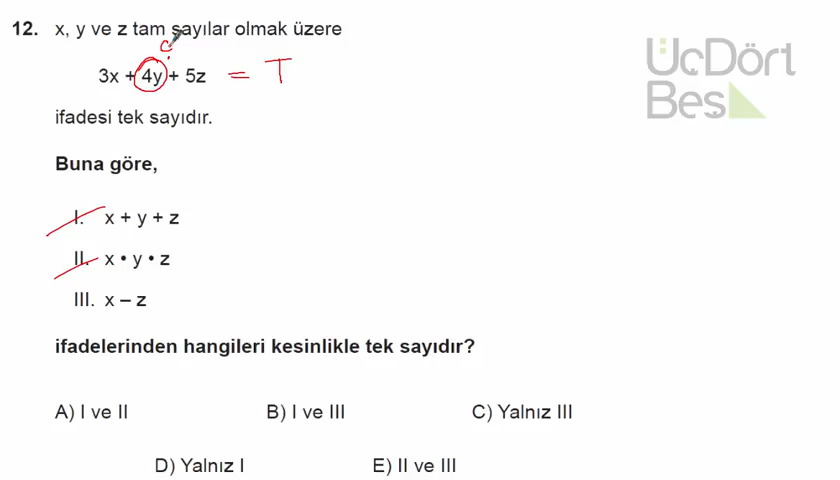 12. x, y ve z tam sayılar olmak üzere
Ç
3x + 4y + 5z = T
ÜçDört
Beş
ifadesi tek sayıdır.
Buna göre,
I. x + y + z
II. x • y • z
III. x – z
ifadelerinden hangileri kesinlikle tek sayıdır?
A) I ve II B) I ve III C) Yalnız III
D) Yalnız I E) II ve III